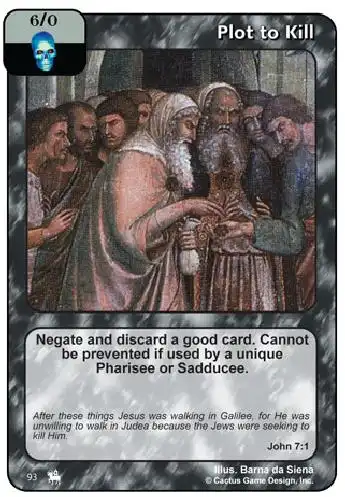 6/0
Plot to Kill
Negate and discard a good card. Cannot
be prevented if used by a unique
Pharisee or Sadducee.
After these things Jesus was walking in Galilee, for He was
unwilling to walk in Judea because the Jews were seeking to
kill Him.
John 7:1
93
Illus. Barna da Siena
© Cactus Game Design, Inc.